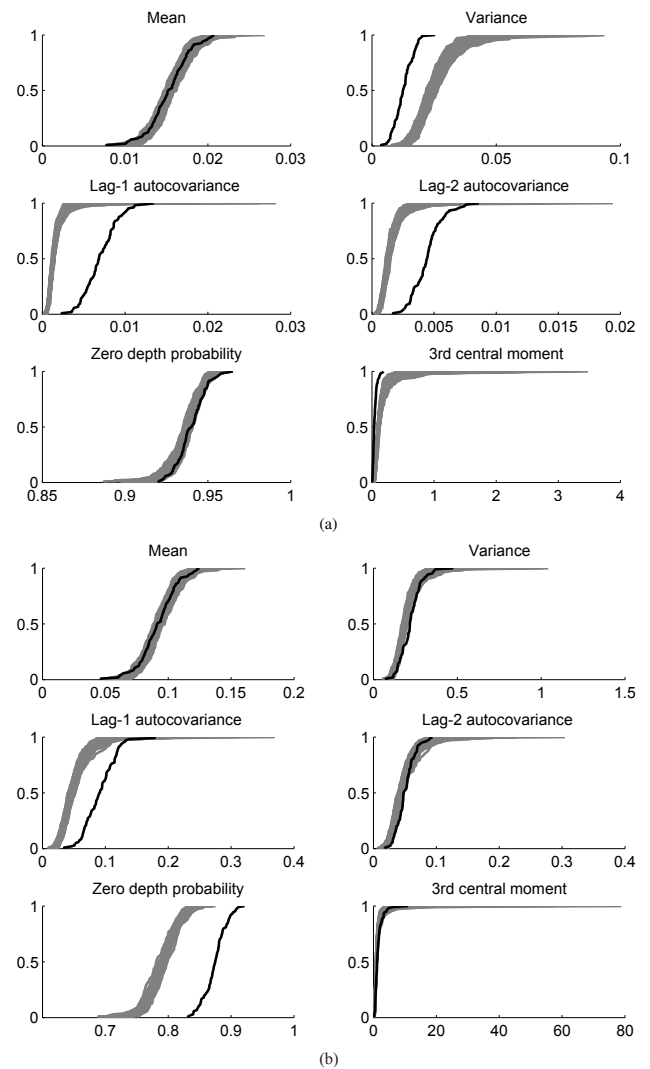 Mean Variance
1 1
0.5 0.5
0 0
0 0.01 0.02 0.03 0 0.05 0.1
Lag-1 autocovariance Lag-2 autocovariance
1 1
0.5 0.5
0 0
0 0.01 0.02 0.03 0 0.005 0.01 0.015 0.02
Zero depth probability 3rd central moment
1 1
0.5 0.5
0 0
0.85 0.9 0.95 1 0 1 2 3 4
(a)
Mean Variance
1 1
0.5 0.5
0 0
0 0.05 0.1 0.15 0.2 0 0.5 1 1.5
Lag-1 autocovariance Lag-2 autocovariance
1 1
0.5 0.5
0 0
0 0.1 0.2 0.3 0.4 0 0.1 0.2 0.3 0.4
Zero depth probability 3rd central moment
1 1
0.5 0.5
0 0
0.7 0.8 0.9 1 0 20 40 60 80
(b)